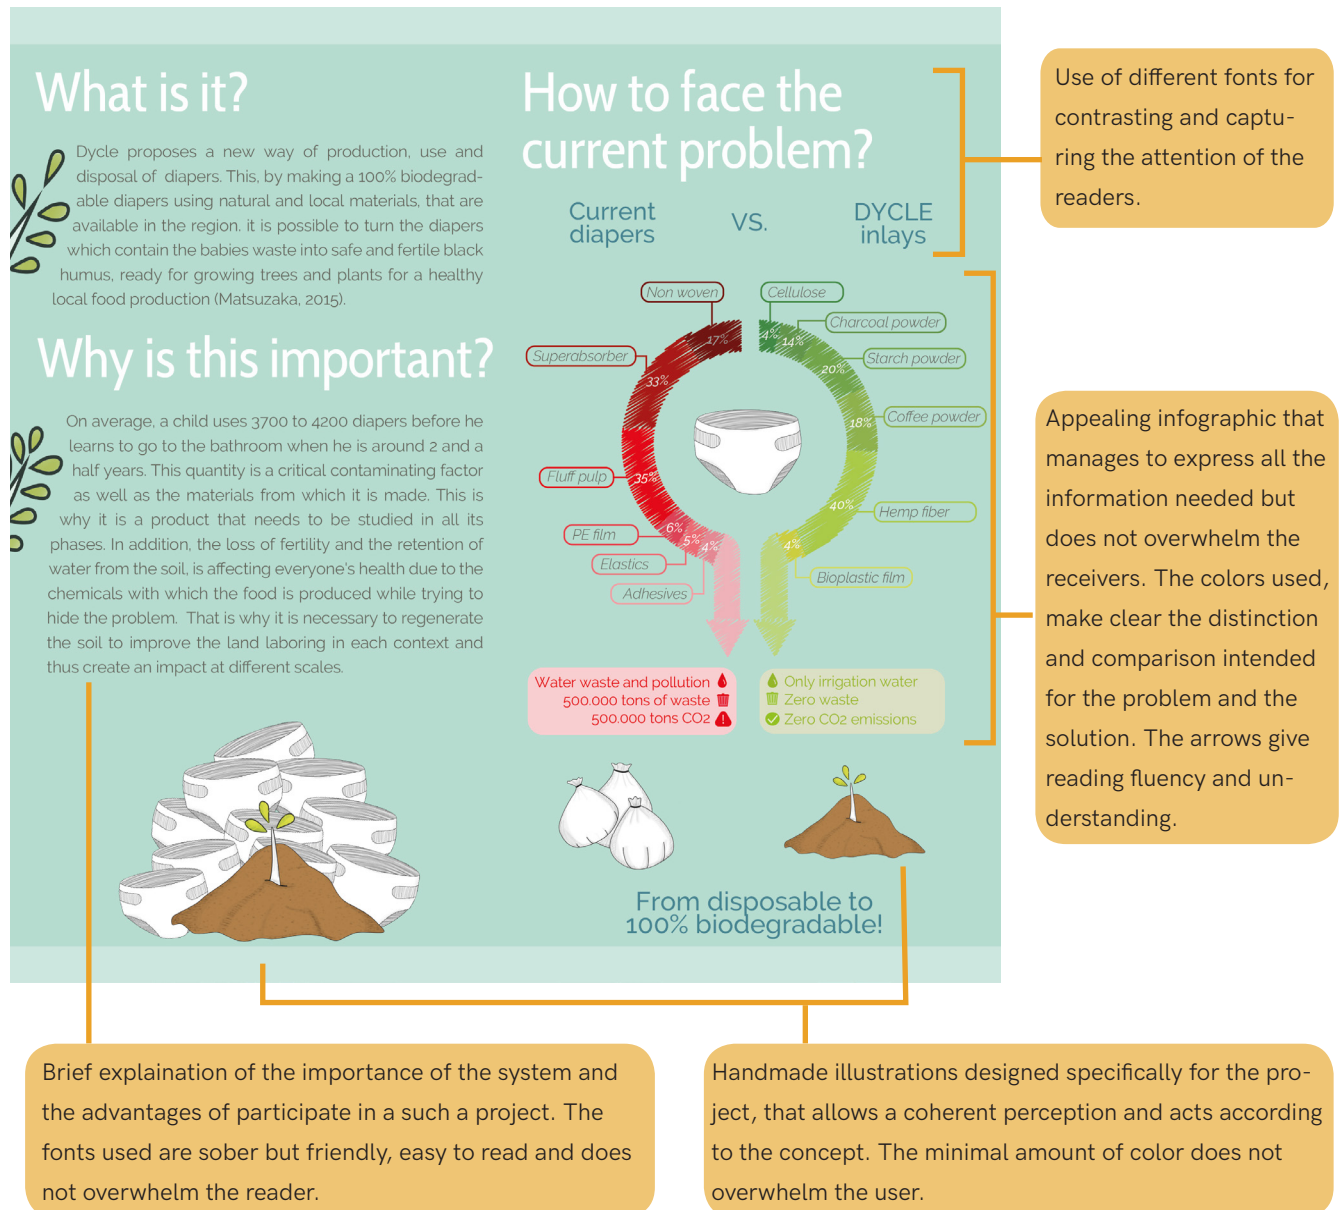 What is it?
Dycle proposes a new way of production, use and
disposal of diapers. This, by making a 100% biodegrad-
able diapers using natural and local materials, that are
available in the region. it is possible to turn the diapers
which contain the babies waste into safe and fertile black
humus, ready for growing trees and plants for a healthy
local food production (Matsuzaka, 2015).
Why is this important?
On average, a child uses 3700 to 4200 diapers before he
learns to go to the bathroom when he is around 2 and a
half years. This quantity is a critical contaminating factor
as well as the materials from which it is made. This is
why it is a product that needs to be studied in all its
phases. In addition, the loss of fertility and the retention of
water from the soil, is affecting everyone's health due to the
chemicals with which the food is produced while trying to
hide the problem. That is why it is necessary to regenerate
the soil to improve the land laboring in each context and
thus create an impact at different scales.
How to face the
current problem?
Current
diapers
VS.
DYCLE
inlays
Non woven
17%
Superabsorber
33%
Fluff pulp
35%
PE film
6%
Elastics
5%
Adhesives
4%
Cellulose
4%
Charcoal powder
14%
Starch powder
20%
Coffee powder
18%
Hemp fiber
40%
Bioplastic film
4%
Water waste and pollution
500.000 tons of waste
500.000 tons CO2
Only irrigation water
Zero waste
Zero CO2 emissions
From disposable to
100% biodegradable!
Use of different fonts for
contrasting and captu-
ring the attention of the
readers.
Appealing infographic that
manages to express all the
information needed but
does not overwhelm the
receivers. The colors used,
make clear the distinction
and comparison intended
for the problem and the
solution. The arrows give
reading fluency and un-
derstanding.
Brief explaination of the importance of the system and
the advantages of participate in a such a project. The
fonts used are sober but friendly, easy to read and does
not overwhelm the reader.
Handmade illustrations designed specifically for the pro-
ject, that allows a coherent perception and acts according
to the concept. The minimal amount of color does not
overwhelm the user.